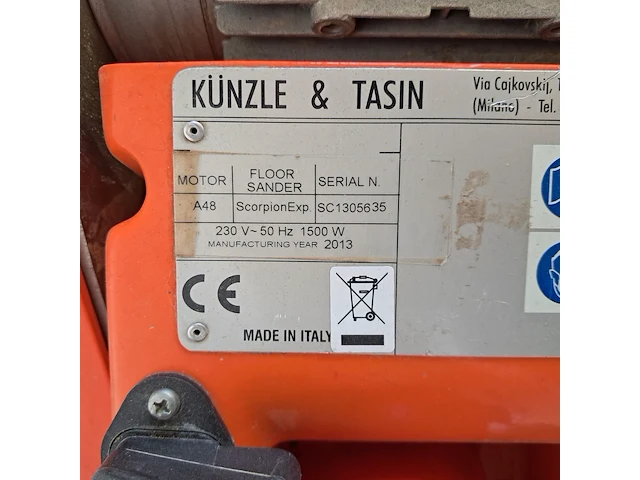 KÜNZLE & TASIN
Via Cajkovskij,
(Milano) - Tel.
MOTOR FLOOR SANDER SERIAL N.
A48 ScorpionExp. SC1305635
230 V~ 50 Hz 1500 W
MANUFACTURING YEAR 2013
CE
MADE IN ITALY